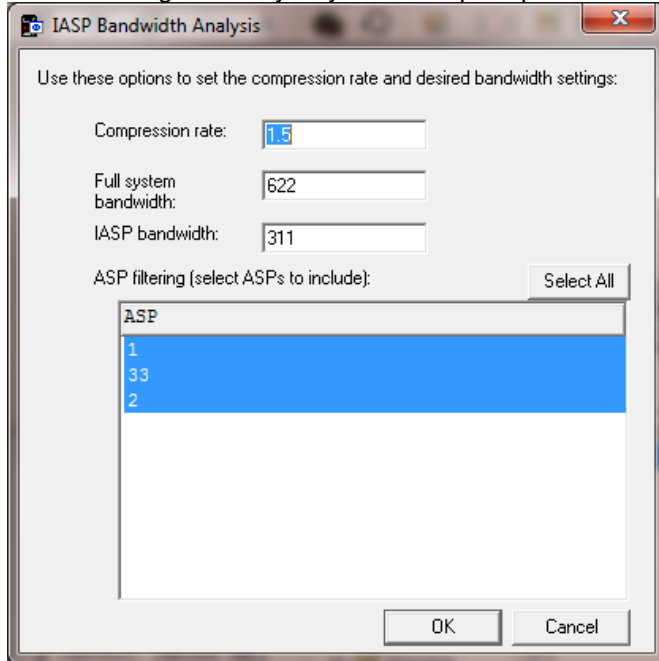 IASP Bandwidth Analysis
Use these options to set the compression rate and desired bandwidth settings:
Compression rate: 1.5
Full system
bandwidth: 622
IASP bandwidth: 311
ASP filtering (select ASPs to include): Select All
ASP
1
33
2
OK Cancel